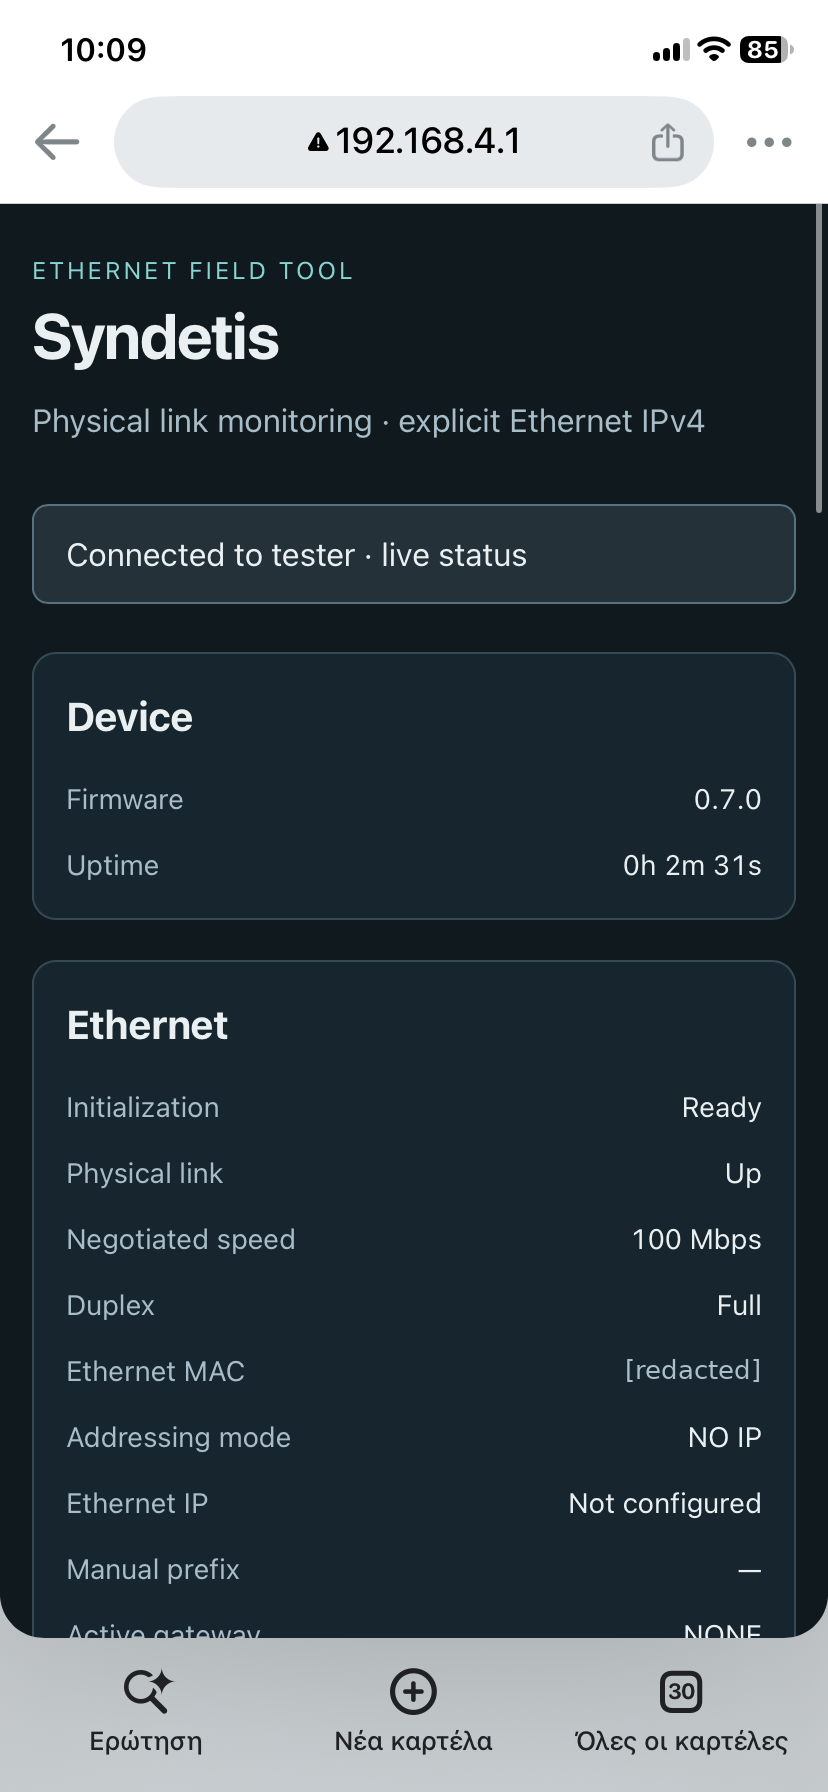 10:09
85
192.168.4.1
ETHERNET FIELD TOOL
Syndetis
Physical link monitoring · explicit Ethernet IPv4
Connected to tester · live status
Device
Firmware 0.7.0
Uptime 0h 2m 31s
Ethernet
Initialization Ready
Physical link Up
Negotiated speed 100 Mbps
Duplex Full
Ethernet MAC [redacted]
Addressing mode NO IP
Ethernet IP Not configured
Manual prefix —
Active gateway NONE
30
Ερώτηση Νέα καρτέλα Όλες οι καρτέλες